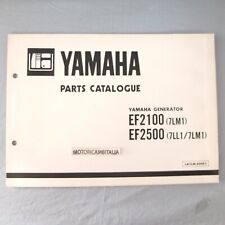 YAMAHA
PARTS CATALOGUE
YAMAHA GENERATOR
EF2100 (7LM1)
EF2500 (7LL1/7LM1)
MOTORICAMBITALIA